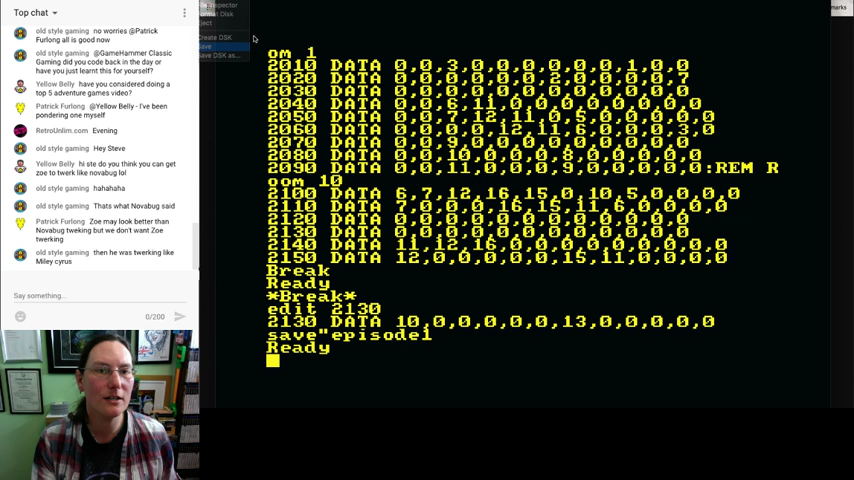 Top chat
old style gaming no worries @Patrick
Furlong all is good now
old style gaming @GameHammer Classic
Gaming did you code back in the day or
have you just learnt this for yourself?
Yellow Belly have you considered doing a
top 5 adventure games video?
Patrick Furlong @Yellow Belly - I've been
pondering one myself
RetroUnlim.com Evening
old style gaming Hey Steve
Yellow Belly hi ste do you think you can get
zoe to twerk like novabug lol
old style gaming hahahaha
old style gaming Thats what Novabug said
Patrick Furlong Zoe may look better than
Novabug tweking but we don't want Zoe
twerking
old style gaming then he was twerking like
Miley cyrus
Say something...
0/200
Inspector
ormat Disk
ject
Create DSK
Save
Save DSK as...
marks
om 1
2010 DATA 0,0,3,0,0,0,0,0,0,1,0,0
2020 DATA 0,0,0,0,0,0,2,0,0,0,0,7
2030 DATA 0,0,0,0,0,0,0,0,0,0,0,0
2040 DATA 0,0,6,11,0,0,0,0,0,0,0,0
2050 DATA 0,0,7,12,11,0,5,0,0,0,0,0
2060 DATA 0,0,0,0,12,11,6,0,0,0,3,0
2070 DATA 0,0,9,0,0,0,0,0,0,0,0,0
2080 DATA 0,0,10,0,0,0,8,0,0,0,0,0
2090 DATA 0,0,11,0,0,0,9,0,0,0,0,0:REM R
oom 10
2100 DATA 6,7,12,16,15,0,10,5,0,0,0,0
2110 DATA 7,0,0,0,16,15,11,6,0,0,0,0
2120 DATA 0,0,0,0,0,0,0,0,0,0,0,0
2130 DATA 0,0,0,0,0,0,0,0,0,0,0,0
2140 DATA 11,12,16,0,0,0,0,0,0,0,0,0
2150 DATA 12,0,0,0,0,0,15,11,0,0,0,0
Break
Ready
*Break*
edit 2130
2130 DATA 10,0,0,0,0,0,13,0,0,0,0,0
save"episode1
Ready